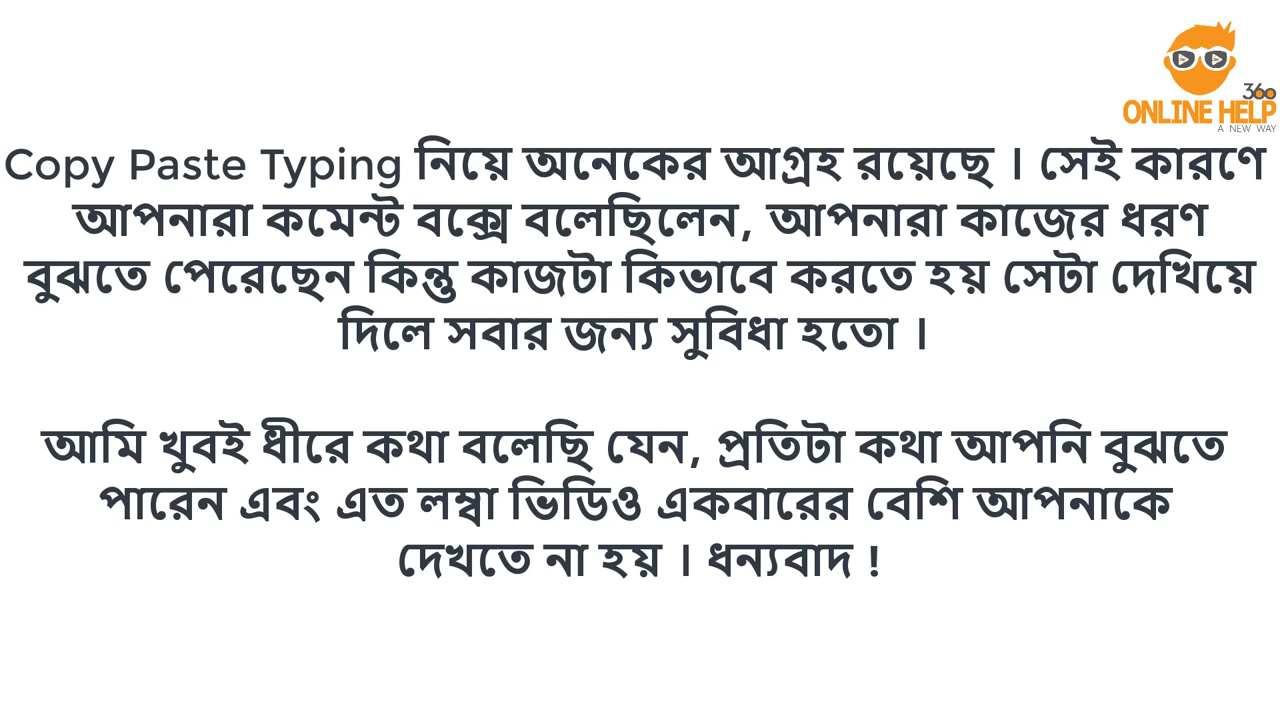 360
ONLINE HELP
A NEW WAY
Copy Paste Typing নিয়ে অনেকের আগ্রহ রয়েছে । সেই কারণে
আপনারা কমেন্ট বক্সে বলেছিলেন, আপনারা কাজের ধরণ
বুঝতে পেরেছেন কিন্তু কাজটা কিভাবে করতে হয় সেটা দেখিয়ে
দিলে সবার জন্য সুবিধা হতো ।
আমি খুবই ধীরে কথা বলেছি যেন, প্রতিটা কথা আপনি বুঝতে
পারেন এবং এত লম্বা ভিডিও একবারের বেশি আপনাকে
দেখতে না হয় । ধন্যবাদ !